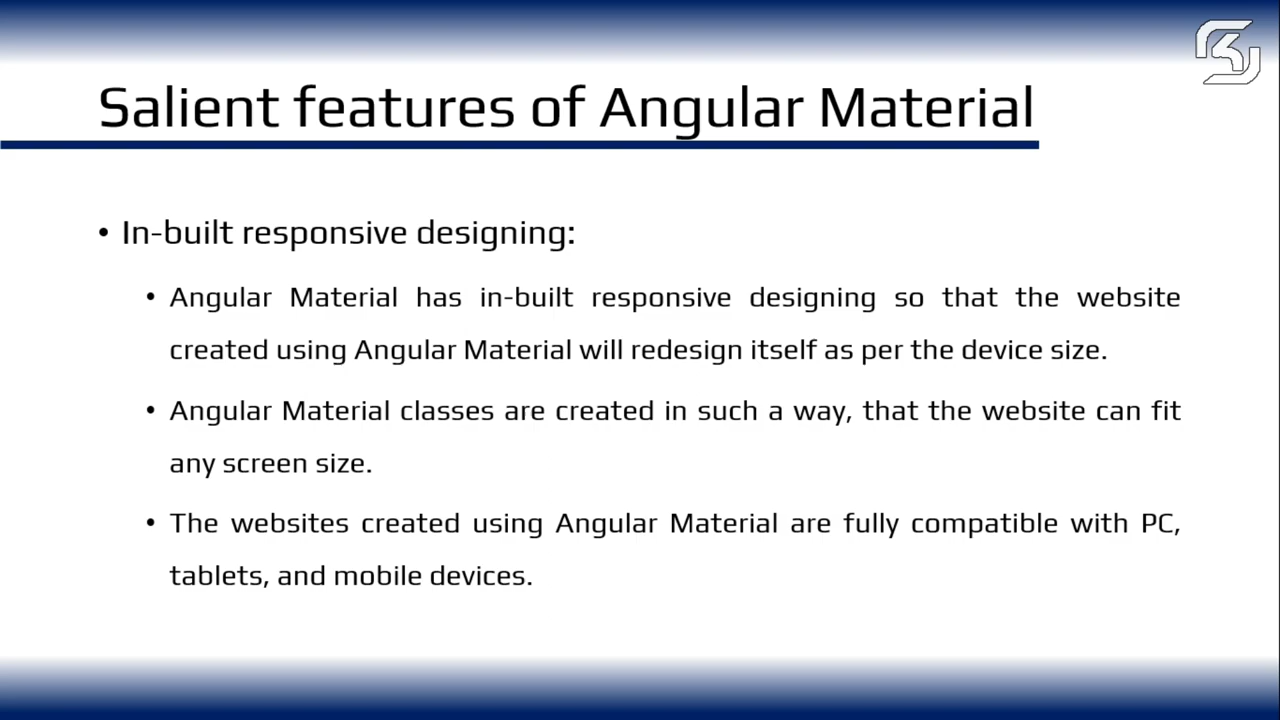 Salient features of Angular Material
• In-built responsive designing:
• Angular Material has in-built responsive designing so that the website
created using Angular Material will redesign itself as per the device size.
• Angular Material classes are created in such a way, that the website can fit
any screen size.
• The websites created using Angular Material are fully compatible with PC,
tablets, and mobile devices.